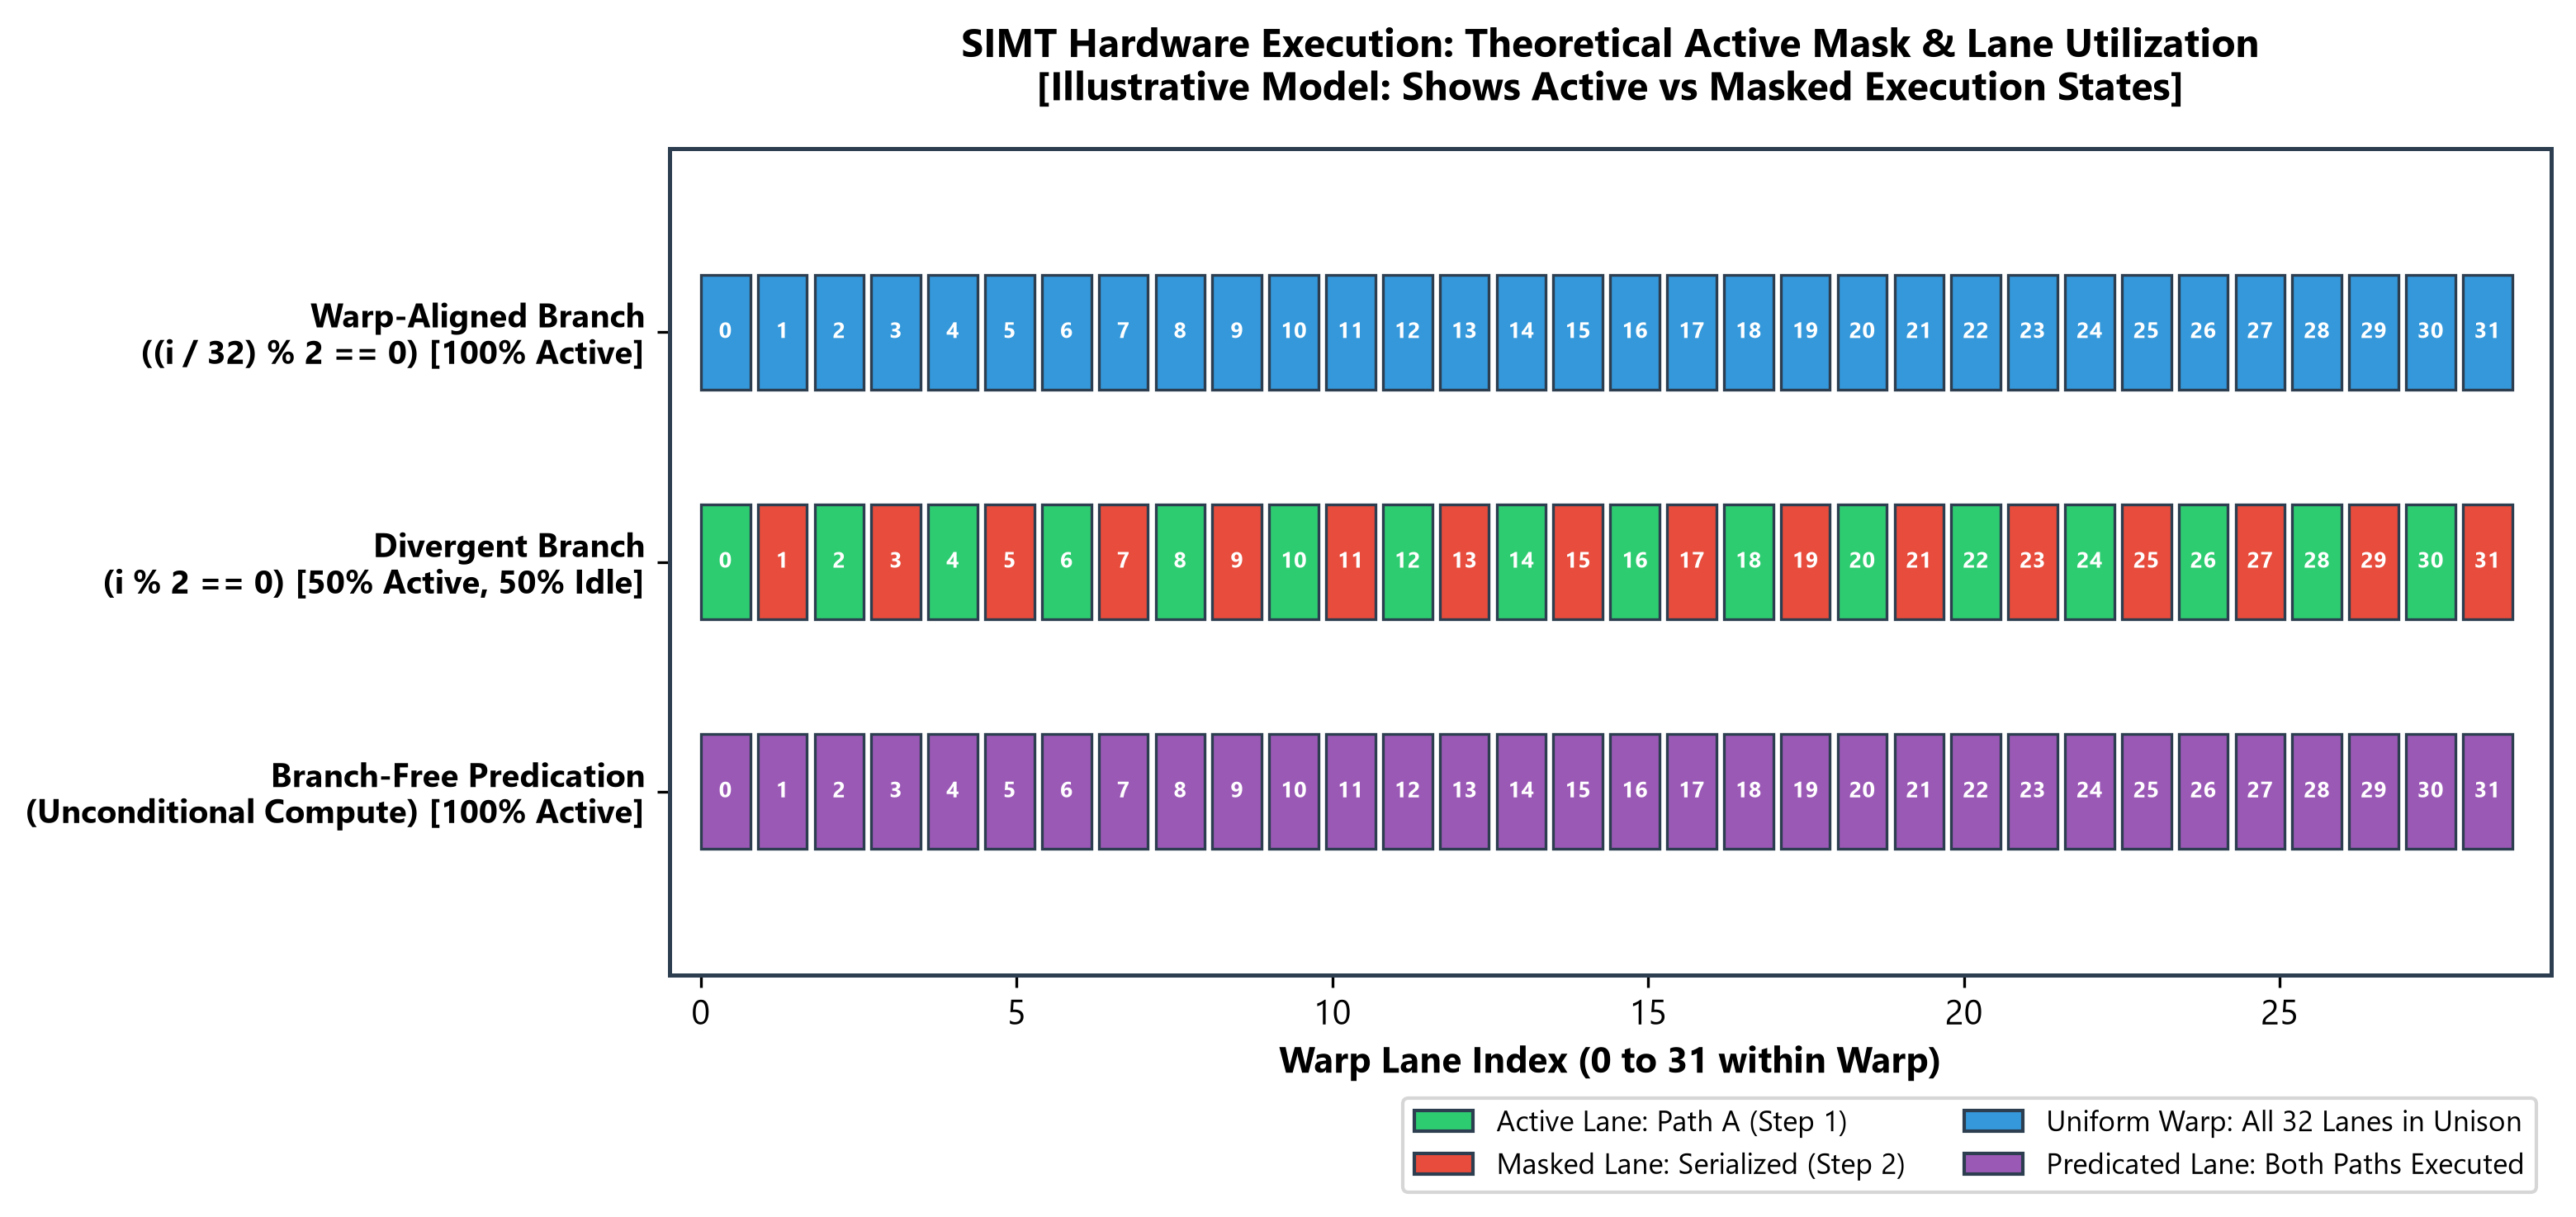 SIMT Hardware Execution: Theoretical Active Mask & Lane Utilization
[Illustrative Model: Shows Active vs Masked Execution States]
Warp-Aligned Branch
((i / 32) % 2 == 0) [100% Active]
0 1 2 3 4 5 6 7 8 9 10 11 12 13 14 15 16 17 18 19 20 21 22 23 24 25 26 27 28 29 30 31
Divergent Branch
(i % 2 == 0) [50% Active, 50% Idle]
0 1 2 3 4 5 6 7 8 9 10 11 12 13 14 15 16 17 18 19 20 21 22 23 24 25 26 27 28 29 30 31
Branch-Free Predication
(Unconditional Compute) [100% Active]
0 1 2 3 4 5 6 7 8 9 10 11 12 13 14 15 16 17 18 19 20 21 22 23 24 25 26 27 28 29 30 31
0 5 10 15 20 25
Warp Lane Index (0 to 31 within Warp)
Active Lane: Path A (Step 1)
Masked Lane: Serialized (Step 2)
Uniform Warp: All 32 Lanes in Unison
Predicated Lane: Both Paths Executed